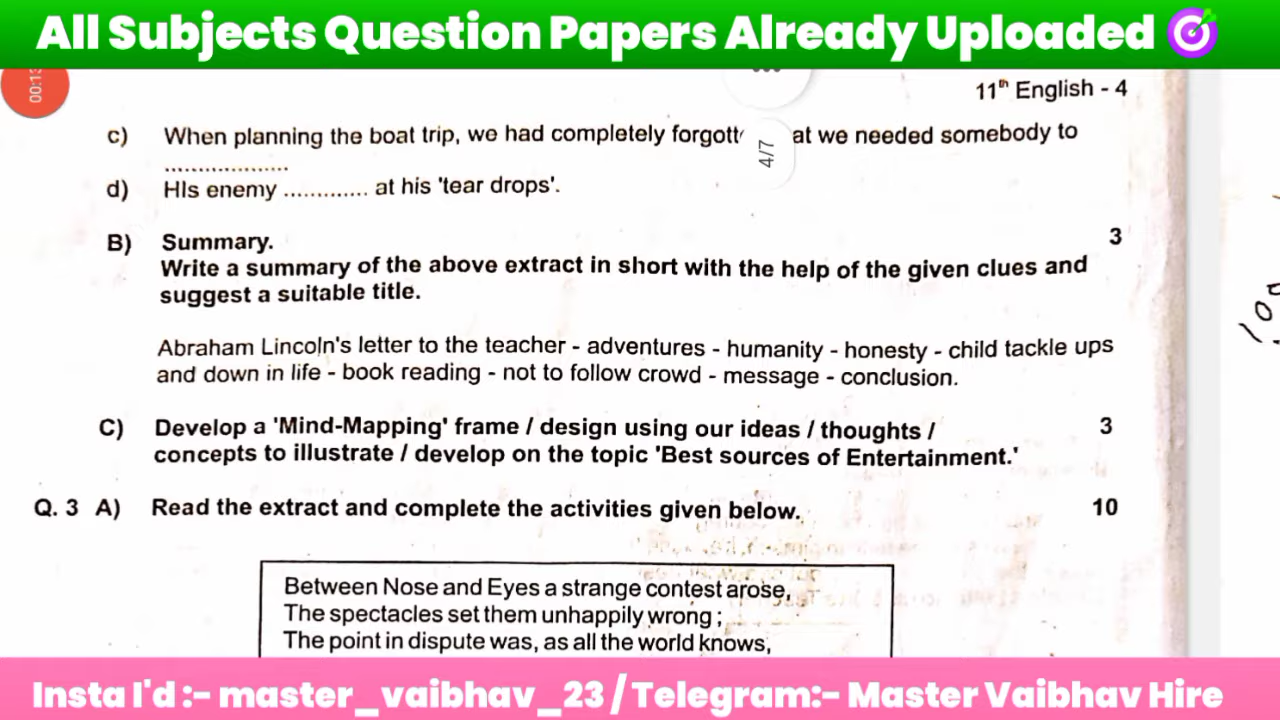 All Subjects Question Papers Already Uploaded
00:13
11th English - 4
4/7
c) When planning the boat trip, we had completely forgott at we needed somebody to
....................
d) HIs enemy ............. at his 'tear drops'.
B) Summary. 3
Write a summary of the above extract in short with the help of the given clues and
suggest a suitable title.
Abraham Lincoln's letter to the teacher - adventures - humanity - honesty - child tackle ups
and down in life - book reading - not to follow crowd - message - conclusion.
C) Develop a 'Mind-Mapping' frame / design using our ideas / thoughts / 3
concepts to illustrate / develop on the topic 'Best sources of Entertainment.'
Q. 3 A) Read the extract and complete the activities given below. 10
Between Nose and Eyes a strange contest arose,
The spectacles set them unhappily wrong ;
The point in dispute was, as all the world knows,
Insta I'd :- master_vaibhav_23 / Telegram:- Master Vaibhav Hire